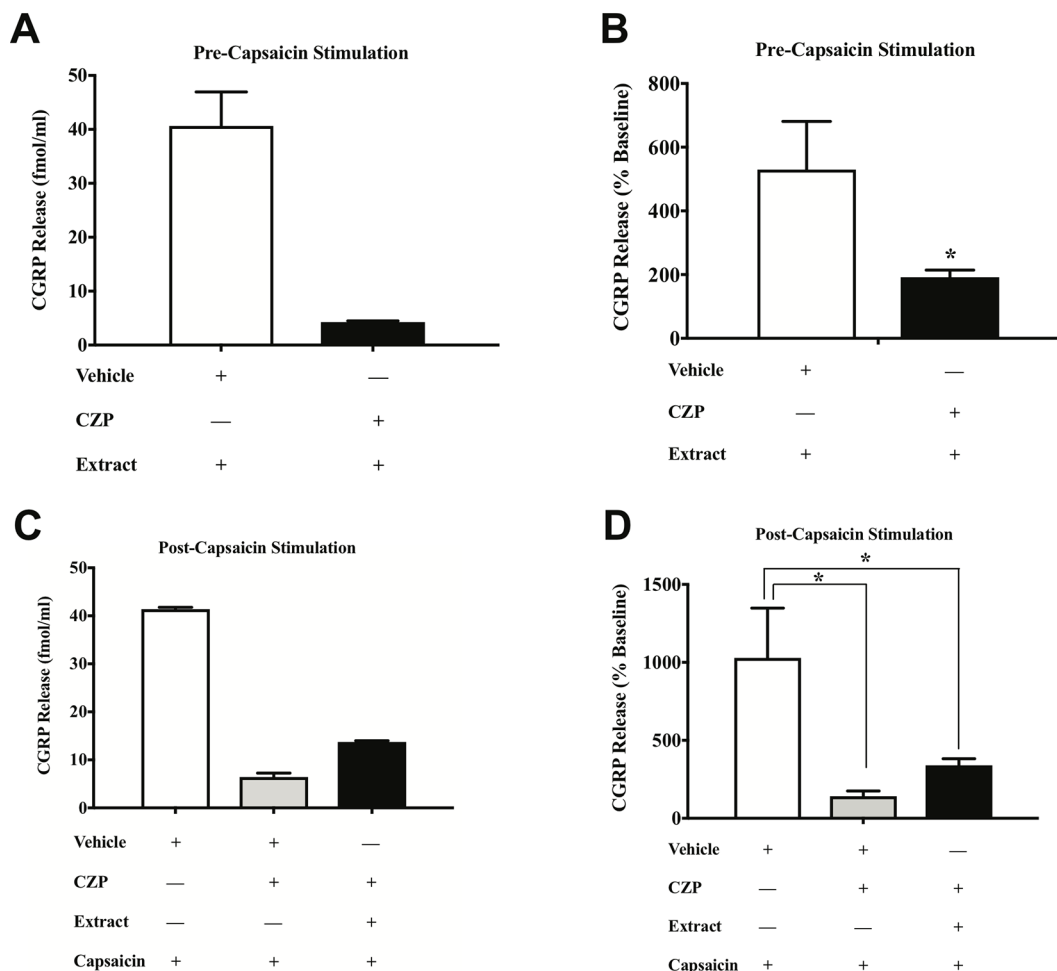 A
Pre-Capsaicin Stimulation
CGRP Release (fmol/ml)
50
40
30
20
10
0
Vehicle + —
CZP — +
Extract + +
B
Pre-Capsaicin Stimulation
CGRP Release (% Baseline)
800
600
400
200
0
*
Vehicle + —
CZP — +
Extract + +
C
Post-Capsaicin Stimulation
CGRP Release (fmol/ml)
50
40
30
20
10
0
Vehicle + + —
CZP — + +
Extract — — +
Capsaicin + + +
D
Post-Capsaicin Stimulation
CGRP Release (% Baseline)
1500
1000
500
0
*
*
Vehicle + + —
CZP — + +
Extract — — +
Capsaicin + + +